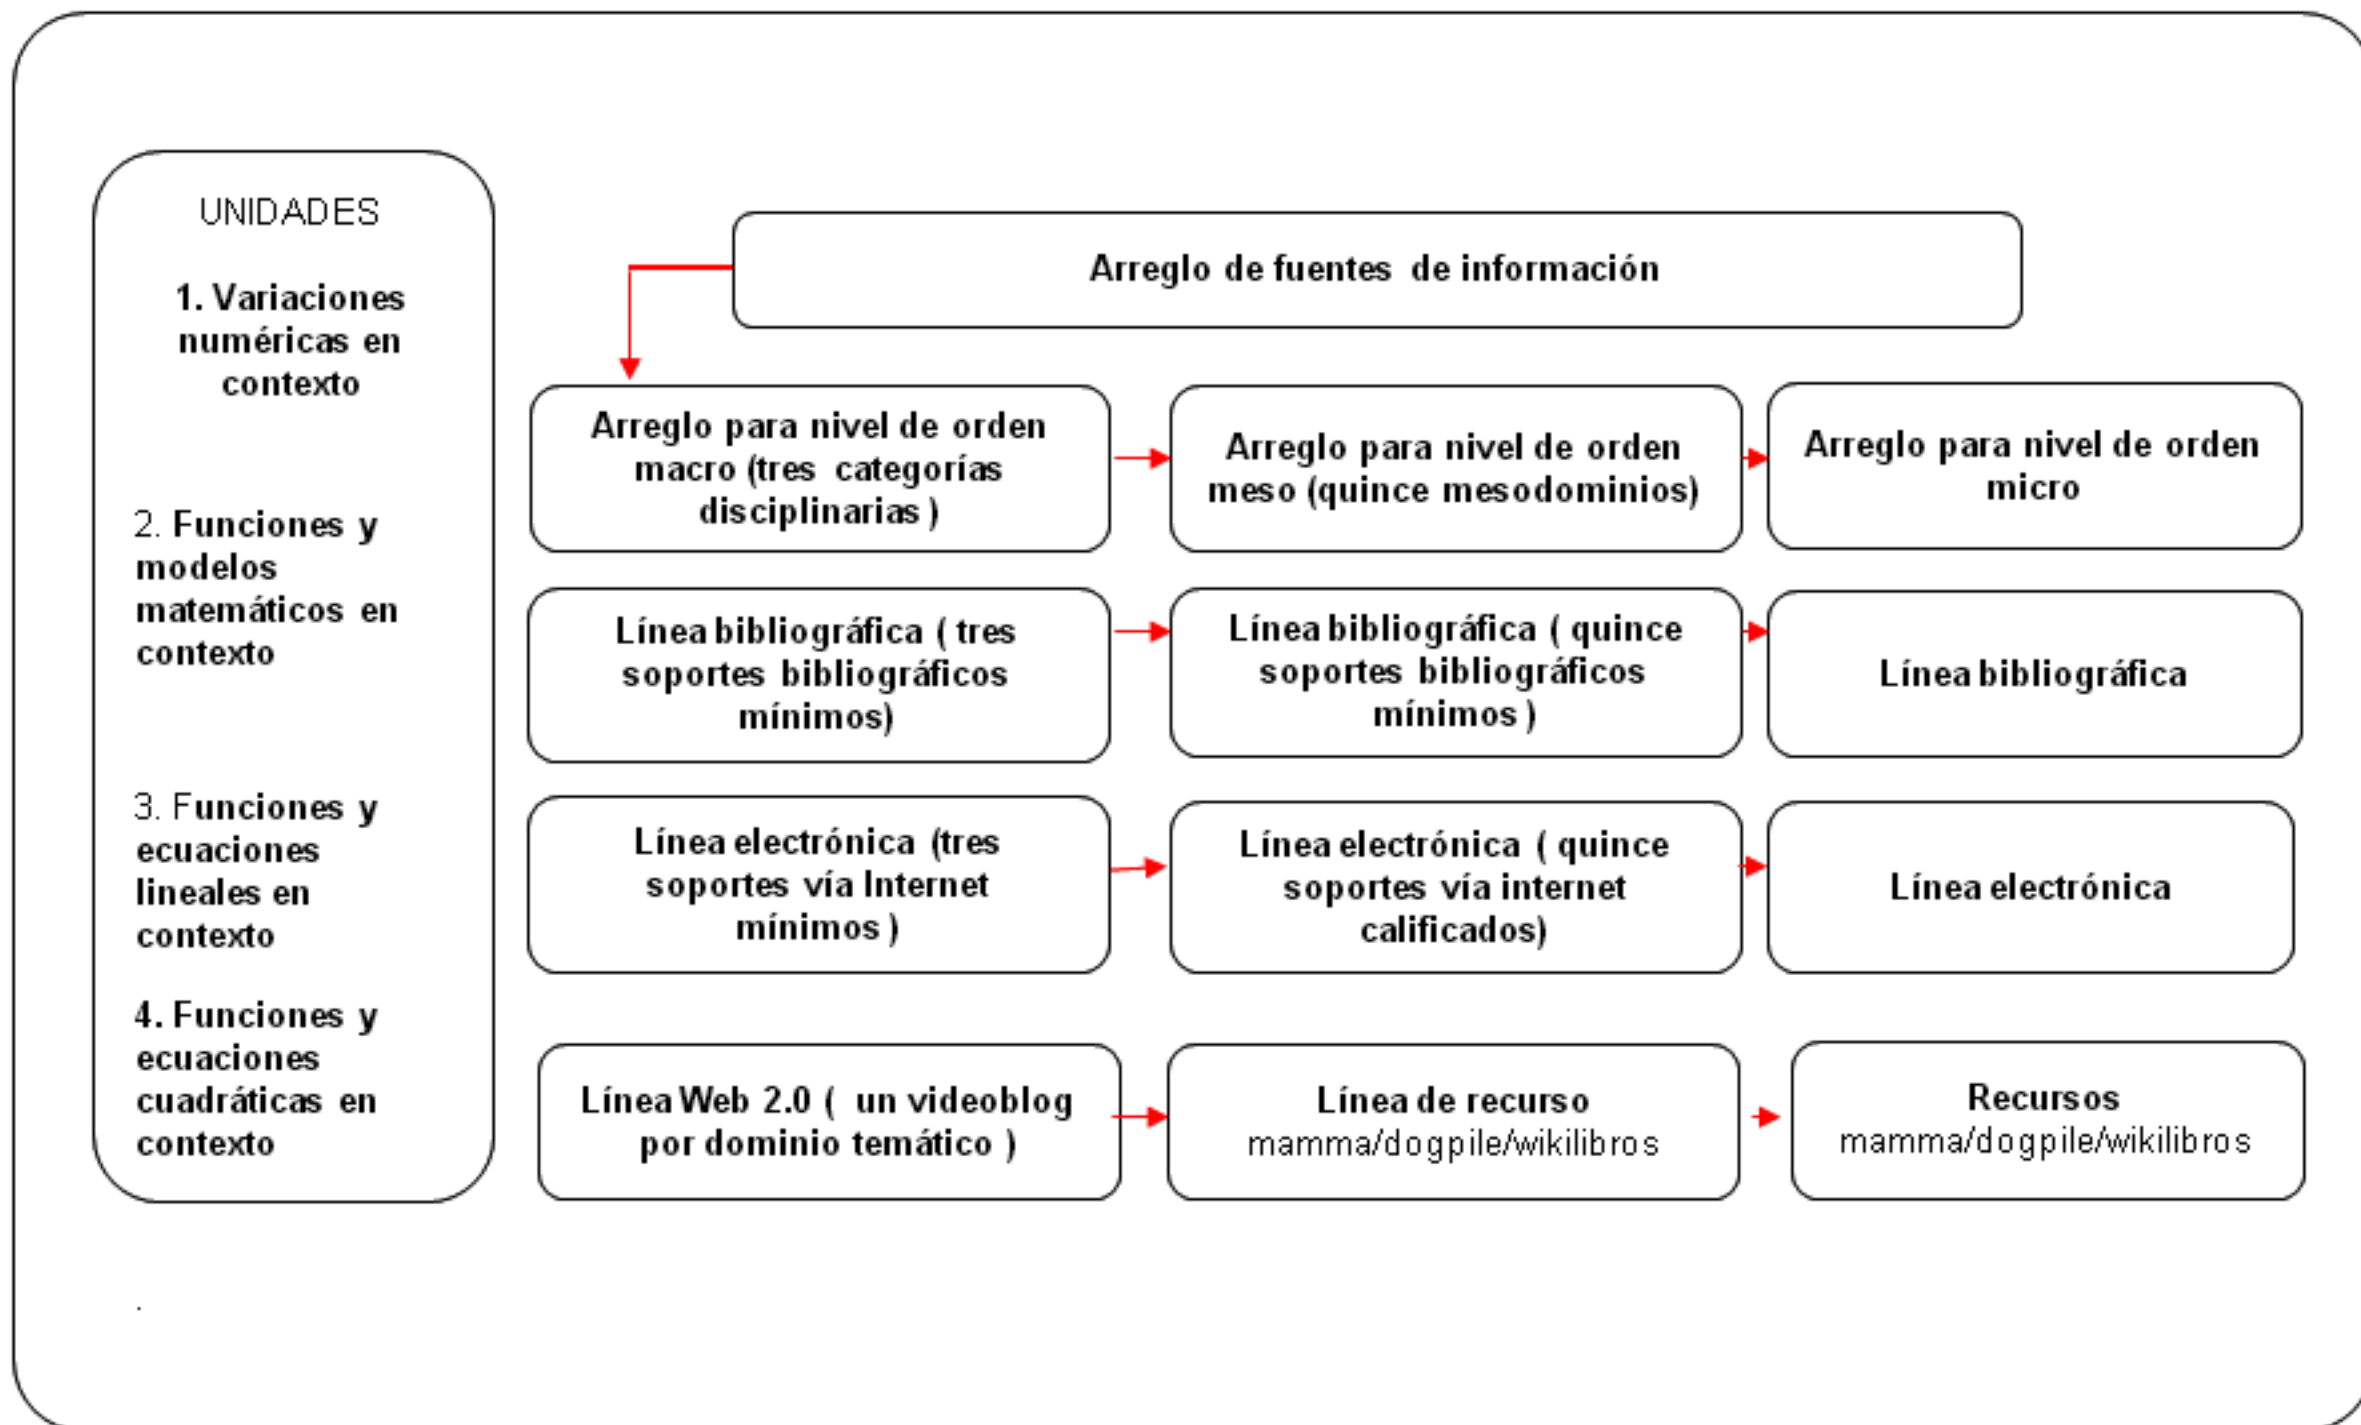 UNIDADES
1. Variaciones
numéricas en
contexto
2. Funciones y
modelos
matemáticos en
contexto
3. Funciones y
ecuaciones
lineales en
contexto
4. Funciones y
ecuaciones
cuadráticas en
contexto
.
Arreglo de fuentes de información
Arreglo para nivel de orden
macro (tres categorías
disciplinarias )
Arreglo para nivel de orden
meso (quince mesodominios)
Arreglo para nivel de orden
micro
Línea bibliográfica ( tres
soportes bibliográficos
mínimos)
Línea bibliográfica ( quince
soportes bibliográficos
mínimos )
Línea bibliográfica
Línea electrónica (tres
soportes vía Internet
mínimos )
Línea electrónica ( quince
soportes vía internet
calificados)
Línea electrónica
Línea Web 2.0 ( un videoblog
por dominio temático )
Línea de recurso
mamma/dogpile/wikilibros
Recursos
mamma/dogpile/wikilibros